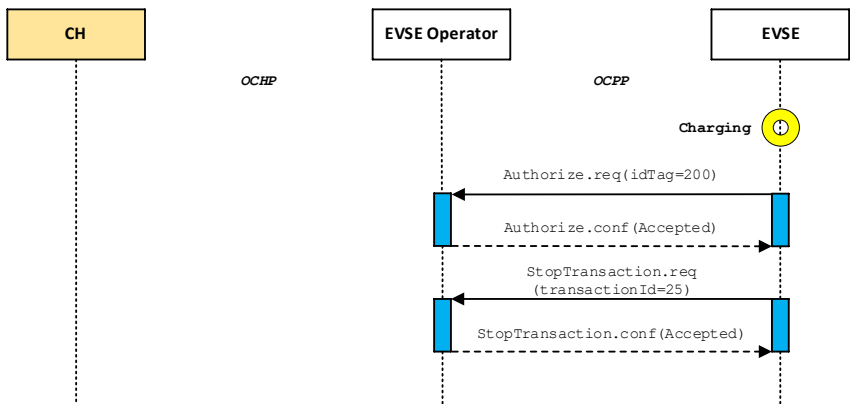 CH
EVSE Operator
EVSE
OCHP
OCPP
Charging
Authorize.req(idTag=200)
Authorize.conf(Accepted)
StopTransaction.req
(transactionId=25)
StopTransaction.conf(Accepted)